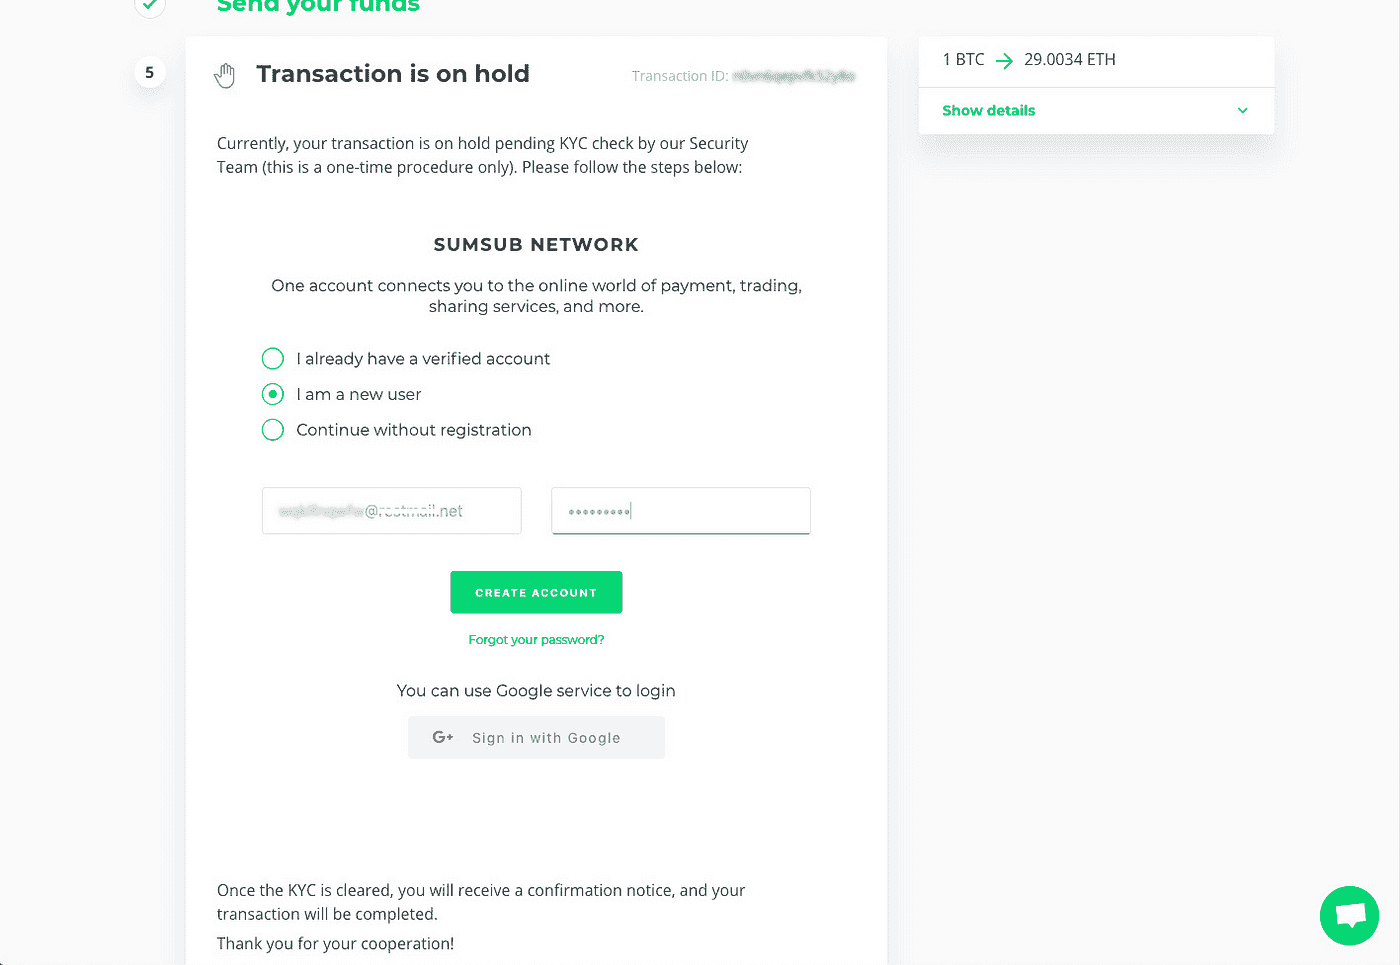 Send your funds
5
Transaction is on hold
Transaction ID:
1 BTC → 29.0034 ETH
Show details
Currently, your transaction is on hold pending KYC check by our Security
Team (this is a one-time procedure only). Please follow the steps below:
SUMSUB NETWORK
One account connects you to the online world of payment, trading,
sharing services, and more.
I already have a verified account
I am a new user
Continue without registration
@restmail.net
CREATE ACCOUNT
Forgot your password?
You can use Google service to login
G+ Sign in with Google
Once the KYC is cleared, you will receive a confirmation notice, and your
transaction will be completed.
Thank you for your cooperation!